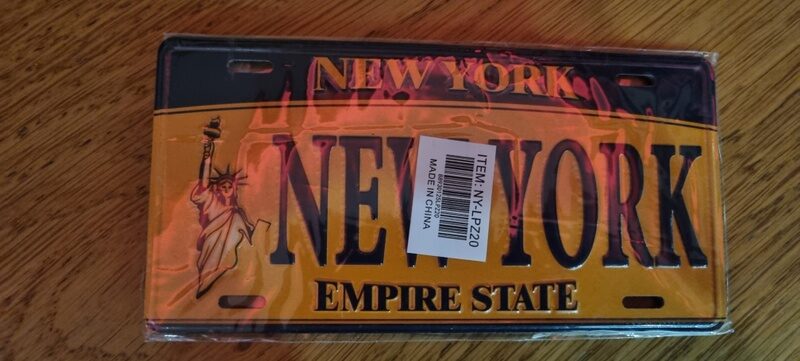 NEW YORK
NEW YORK
ITEM: NY-LPZ20
MADE IN CHINA
EMPIRE STATE